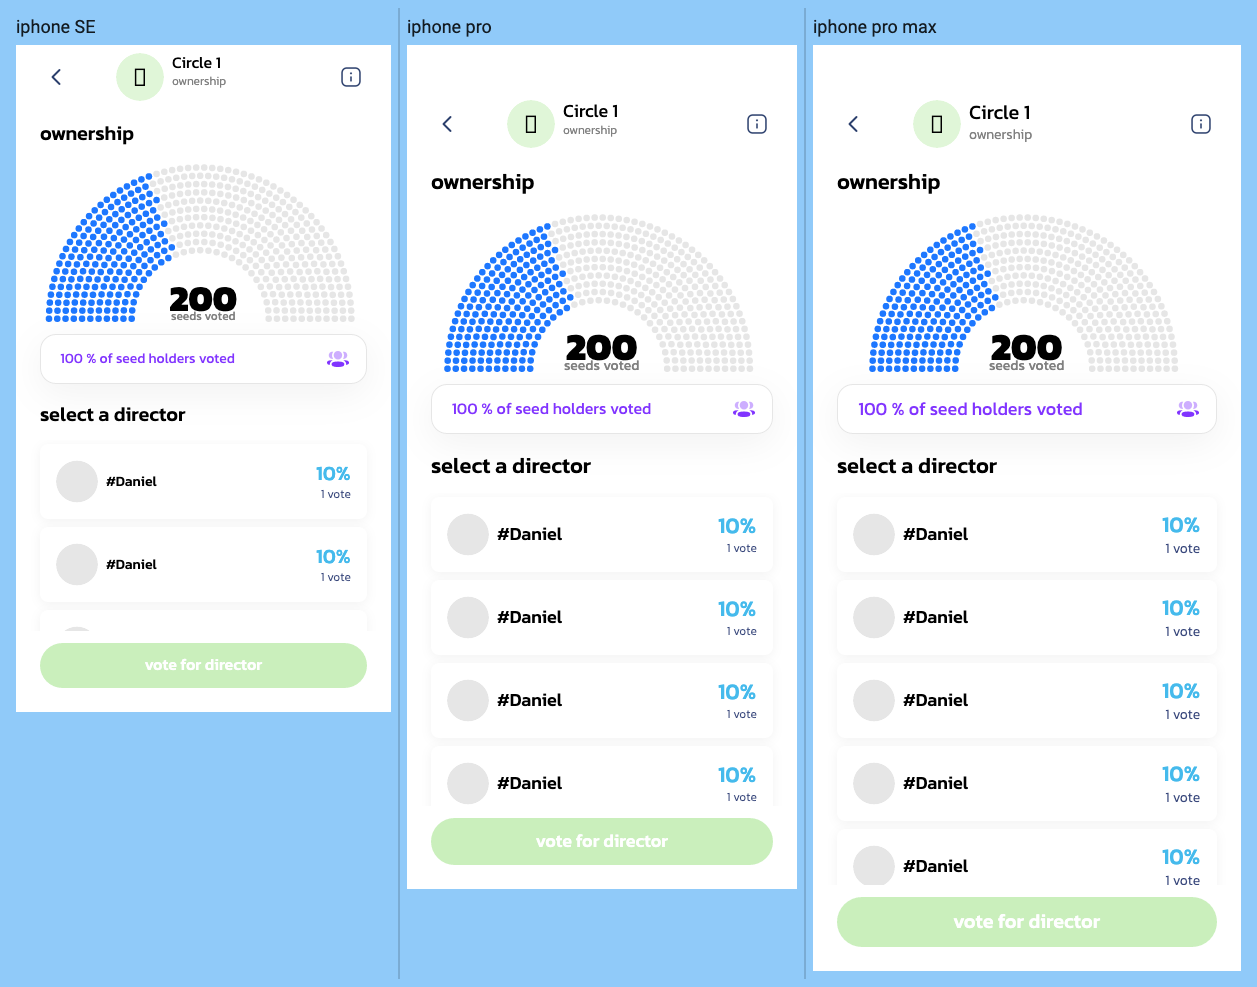 iphone SE
Circle 1
ownership
ownership
200
seeds voted
100 % of seed holders voted
select a director
#Daniel
10%
1 vote
#Daniel
10%
1 vote
vote for director
iphone pro
Circle 1
ownership
ownership
200
seeds voted
100 % of seed holders voted
select a director
#Daniel
10%
1 vote
#Daniel
10%
1 vote
#Daniel
10%
1 vote
#Daniel
10%
1 vote
vote for director
iphone pro max
Circle 1
ownership
ownership
200
seeds voted
100 % of seed holders voted
select a director
#Daniel
10%
1 vote
#Daniel
10%
1 vote
#Daniel
10%
1 vote
#Daniel
10%
1 vote
#Daniel
10%
1 vote
vote for director